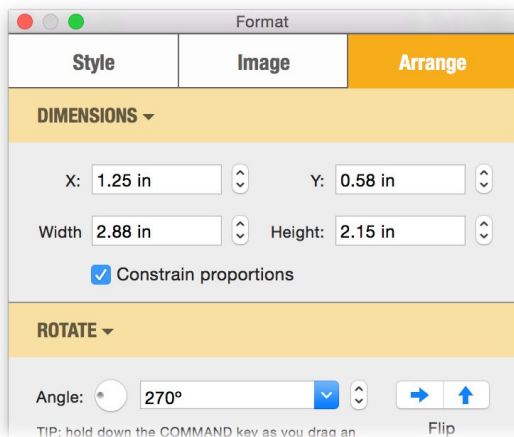 Format
Style Image Arrange
DIMENSIONS
X: 1.25 in Y: 0.58 in
Width 2.88 in Height: 2.15 in
Constrain proportions
ROTATE
Angle: 270º
TIP: hold down the COMMAND key as you drag an
Flip